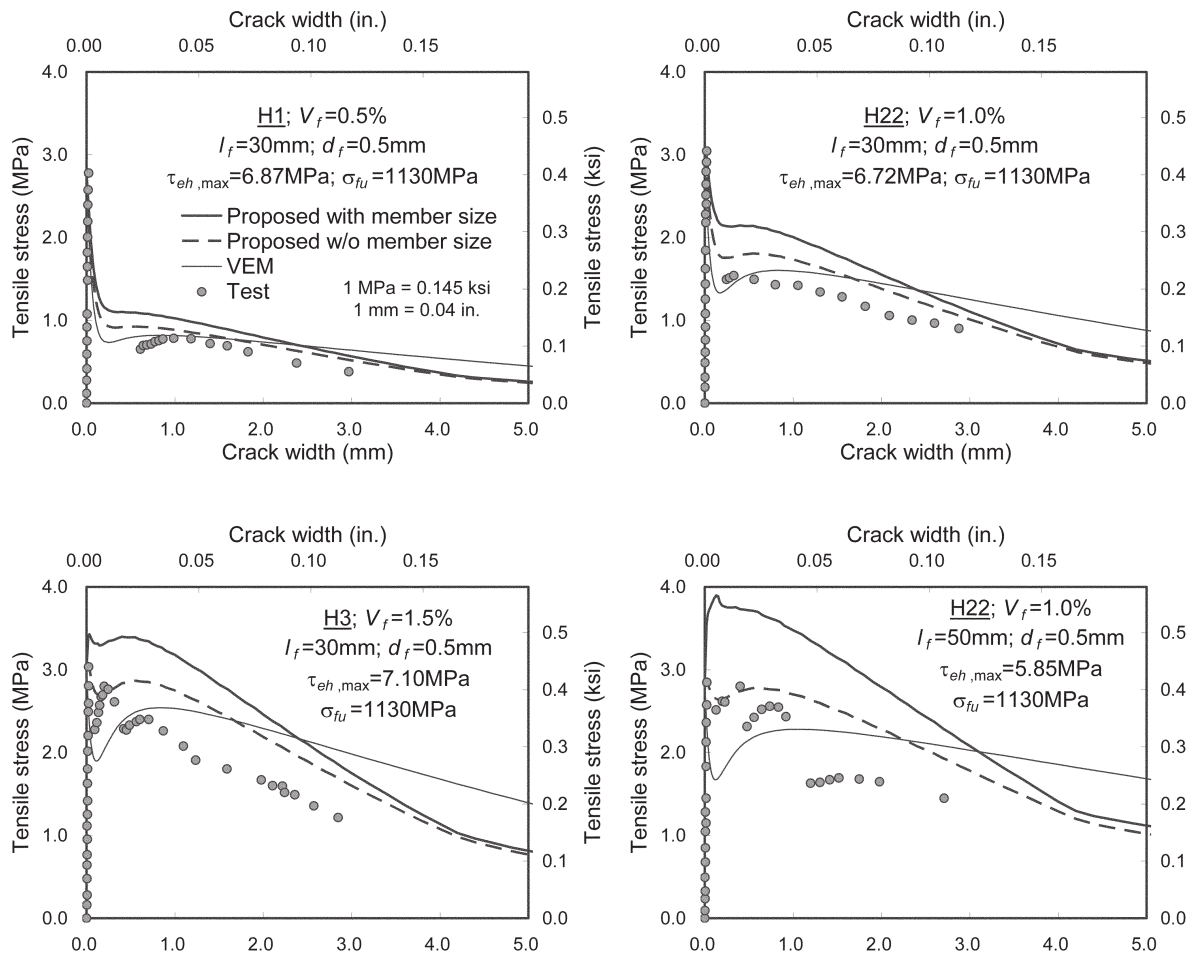 Crack width (in.)
0.00 0.05 0.10 0.15
4.0
3.0
2.0
1.0
0.0
Tensile stress (MPa)
H1; Vf=0.5%
lf=30mm; df=0.5mm
τeh,max=6.87MPa; σfu=1130MPa
Proposed with member size
Proposed w/o member size
VEM
Test
1 MPa = 0.145 ksi
1 mm = 0.04 in.
0.5
0.4
0.3
0.2
0.1
0.0
Tensile stress (ksi)
0.0 1.0 2.0 3.0 4.0 5.0
Crack width (mm)
Crack width (in.)
0.00 0.05 0.10 0.15
4.0
3.0
2.0
1.0
0.0
Tensile stress (MPa)
H22; Vf=1.0%
lf=30mm; df=0.5mm
τeh,max=6.72MPa; σfu=1130MPa
0.5
0.4
0.3
0.2
0.1
0.0
0.0 1.0 2.0 3.0 4.0 5.0
Crack width (mm)
Crack width (in.)
0.00 0.05 0.10 0.15
4.0
3.0
2.0
1.0
0.0
Tensile stress (MPa)
H3; Vf=1.5%
lf=30mm; df=0.5mm
τeh,max=7.10MPa
σfu=1130MPa
0.5
0.4
0.3
0.2
0.1
0.0
Tensile stress (ksi)
0.0 1.0 2.0 3.0 4.0 5.0
Crack width (in.)
0.00 0.05 0.10 0.15
4.0
3.0
2.0
1.0
0.0
Tensile stress (MPa)
H22; Vf=1.0%
lf=50mm; df=0.5mm
τeh,max=5.85MPa
σfu=1130MPa
0.5
0.4
0.3
0.2
0.1
0.0
0.0 1.0 2.0 3.0 4.0 5.0